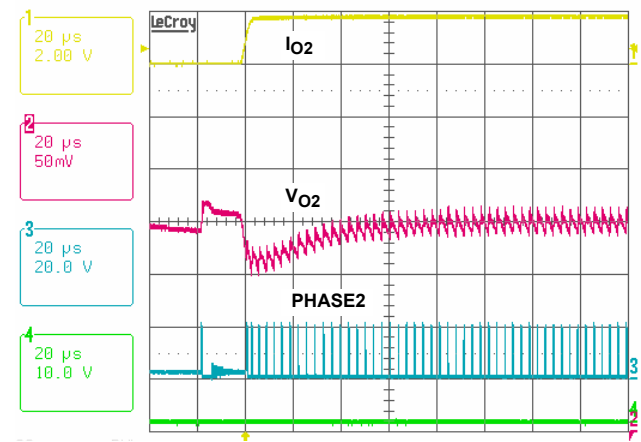 1
20 µs
2.00 V
LeCroy
IO2
1
2
20 µs
50mV
VO2
3
20 µs
20.0 V
PHASE2
4
20 µs
10.0 V
3
4
2